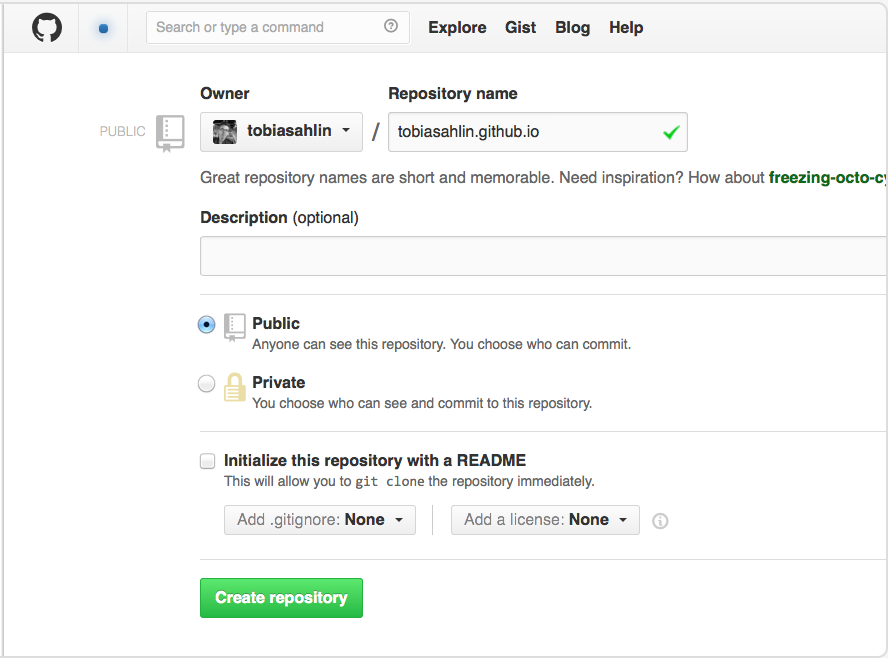 Search or type a command
Explore Gist Blog Help
Owner Repository name
PUBLIC tobiasahlin / tobiasahlin.github.io
Great repository names are short and memorable. Need inspiration? How about freezing-octo-cy
Description (optional)
Public
Anyone can see this repository. You choose who can commit.
Private
You choose who can see and commit to this repository.
Initialize this repository with a README
This will allow you to git clone the repository immediately.
Add .gitignore: None Add a license: None
Create repository